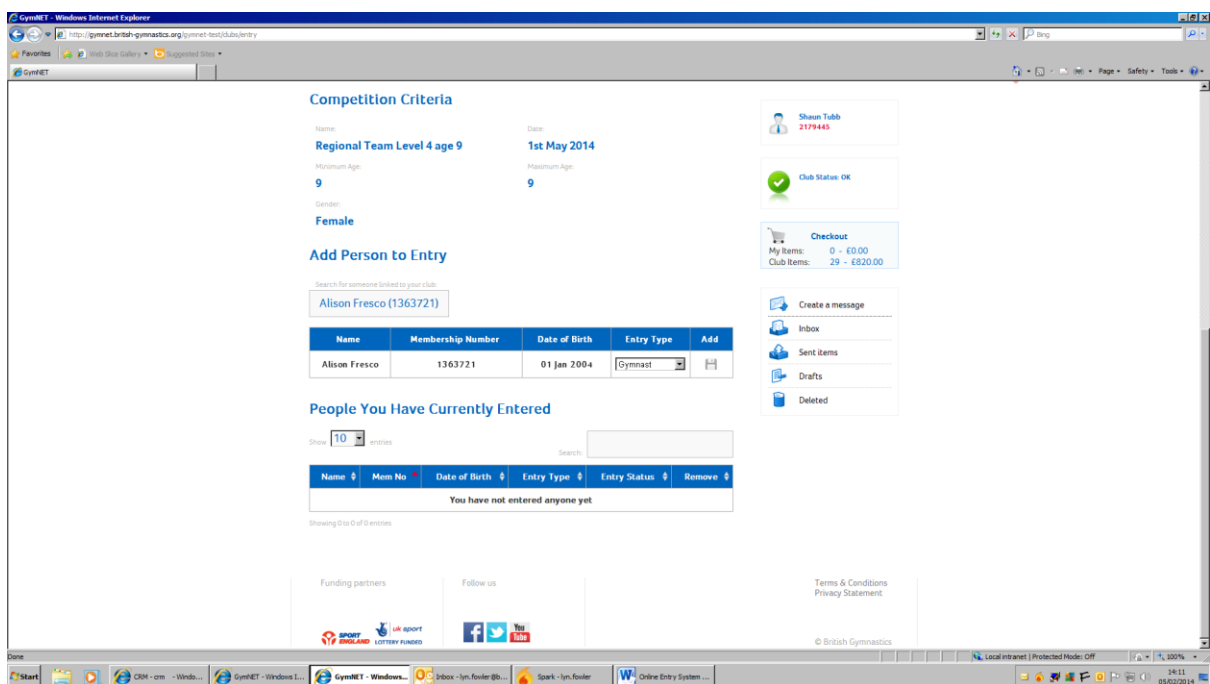 GymNET - Windows Internet Explorer
http://gymnet.british-gymnastics.org/gymnet-test/clubs/entry
Bing
Favorites Web Slice Gallery Suggested Sites
GymNET
Page Safety Tools
Competition Criteria
Name: Date:
Regional Team Level 4 age 9 1st May 2014
Minimum Age: Maximum Age:
9 9
Gender:
Female
Add Person to Entry
Search for someone linked to your club:
Alison Fresco (1363721)
Name Membership Number Date of Birth Entry Type Add
Alison Fresco 1363721 01 Jan 2004 Gymnast
People You Have Currently Entered
Show 10 entries
Search:
Name Mem No Date of Birth Entry Type Entry Status Remove
You have not entered anyone yet
Showing 0 to 0 of 0 entries
Shaun Tubb
2179445
Club Status: OK
Checkout
My Items: 0 - £0.00
Club Items: 29 - £820.00
Create a message
Inbox
Sent items
Drafts
Deleted
Funding partners Follow us Terms & Conditions
Privacy Statement
SPORT ENGLAND uk sport LOTTERY FUNDED
f You Tube
© British Gymnastics
Done Local intranet | Protected Mode: Off 100%
Start CRM - crm - Windo... GymNET - Windows I... GymNET - Windows... Inbox - lyn.fowler@b... Spark - lyn.fowler Online Entry System ...
14:11
05/02/2014